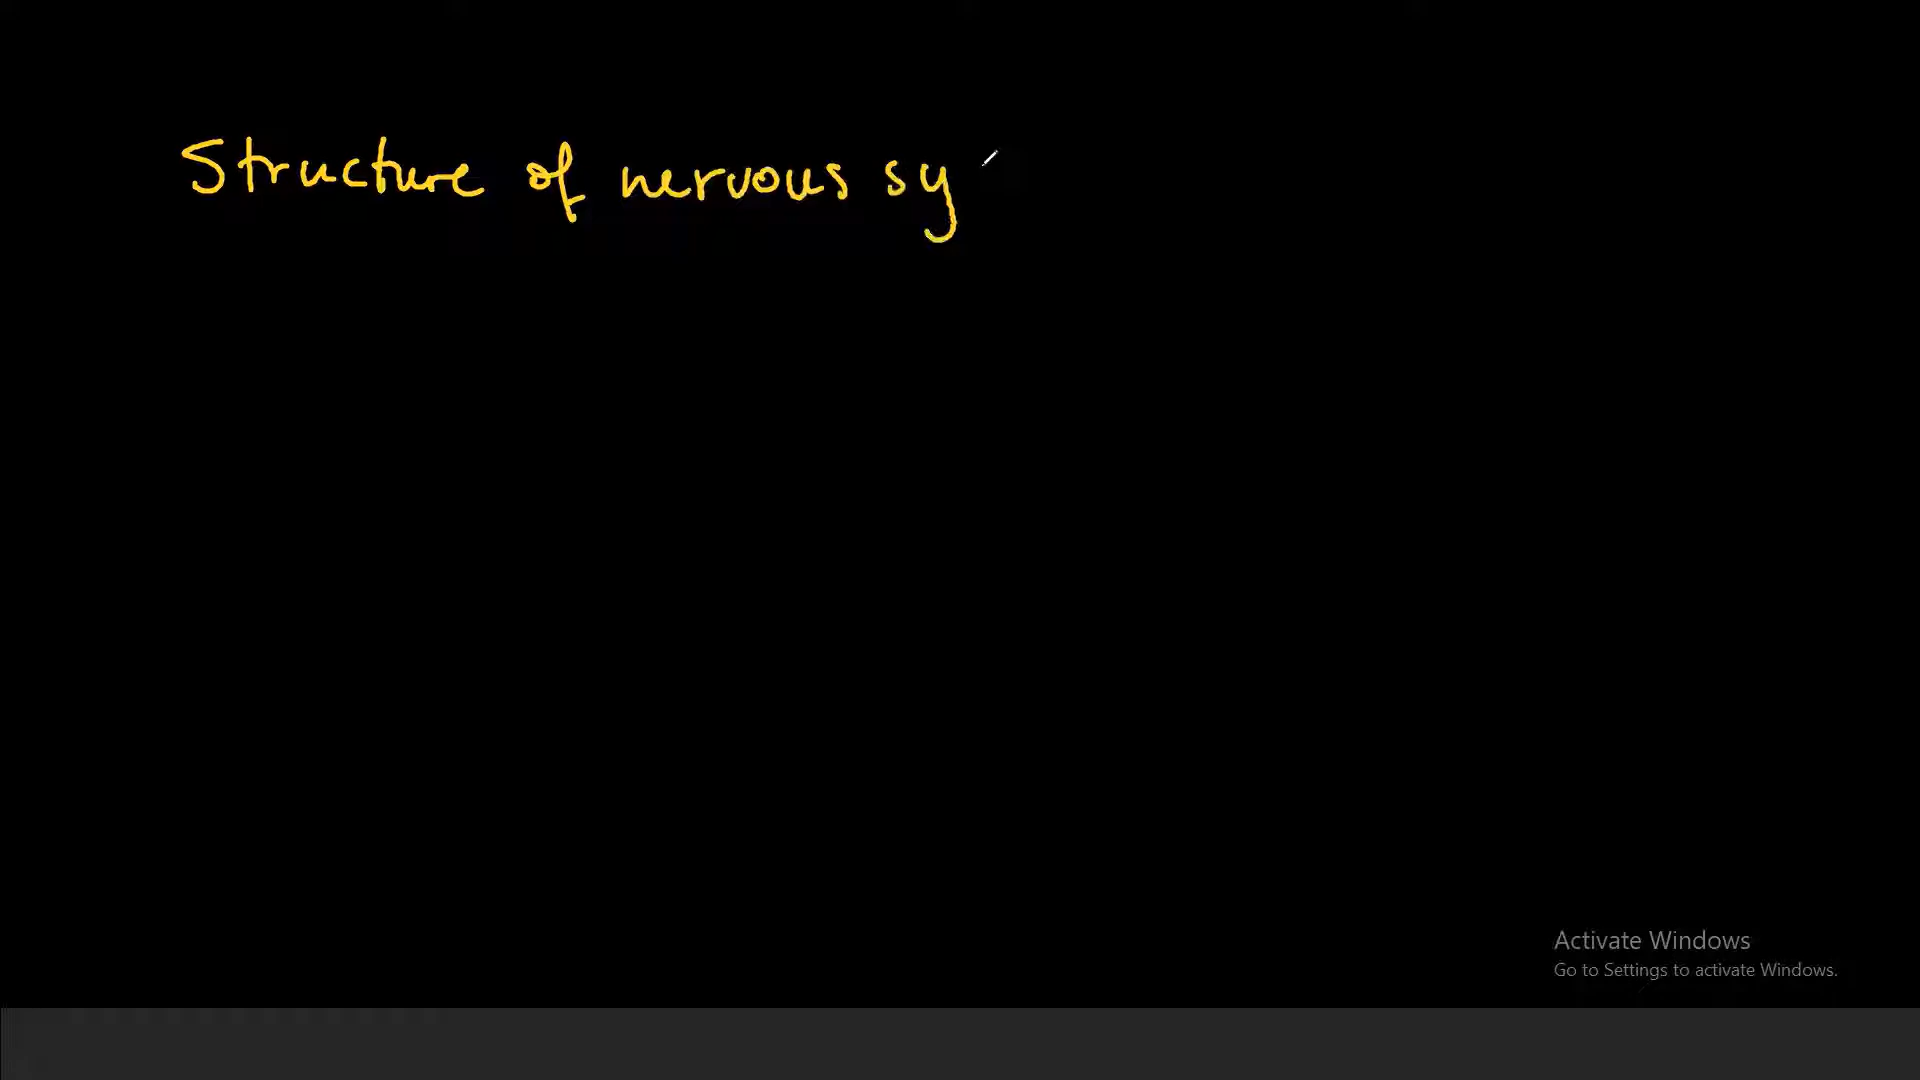 Structure of nervous sy
Activate Windows
Go to Settings to activate Windows.